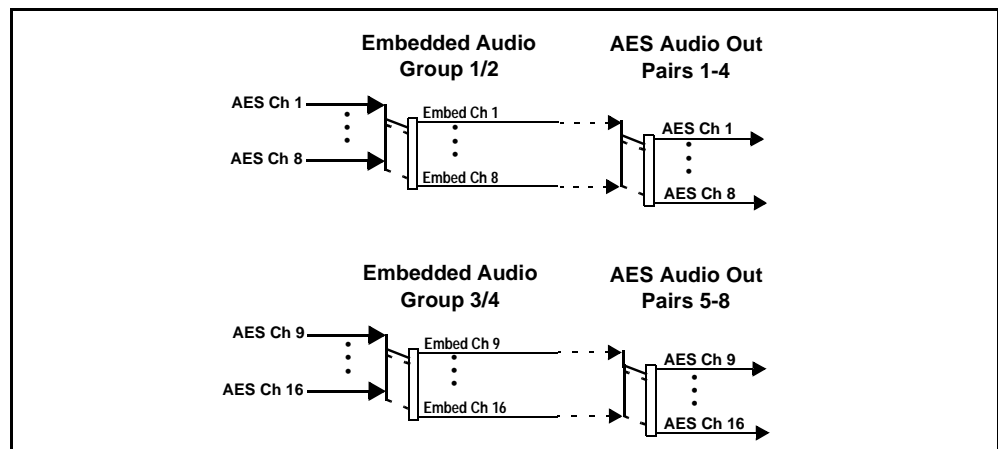 Embedded Audio
Group 1/2
AES Audio Out
Pairs 1-4
AES Ch 1
AES Ch 8
Embed Ch 1
Embed Ch 8
AES Ch 1
AES Ch 8
Embedded Audio
Group 3/4
AES Audio Out
Pairs 5-8
AES Ch 9
AES Ch 16
Embed Ch 9
Embed Ch 16
AES Ch 9
AES Ch 16